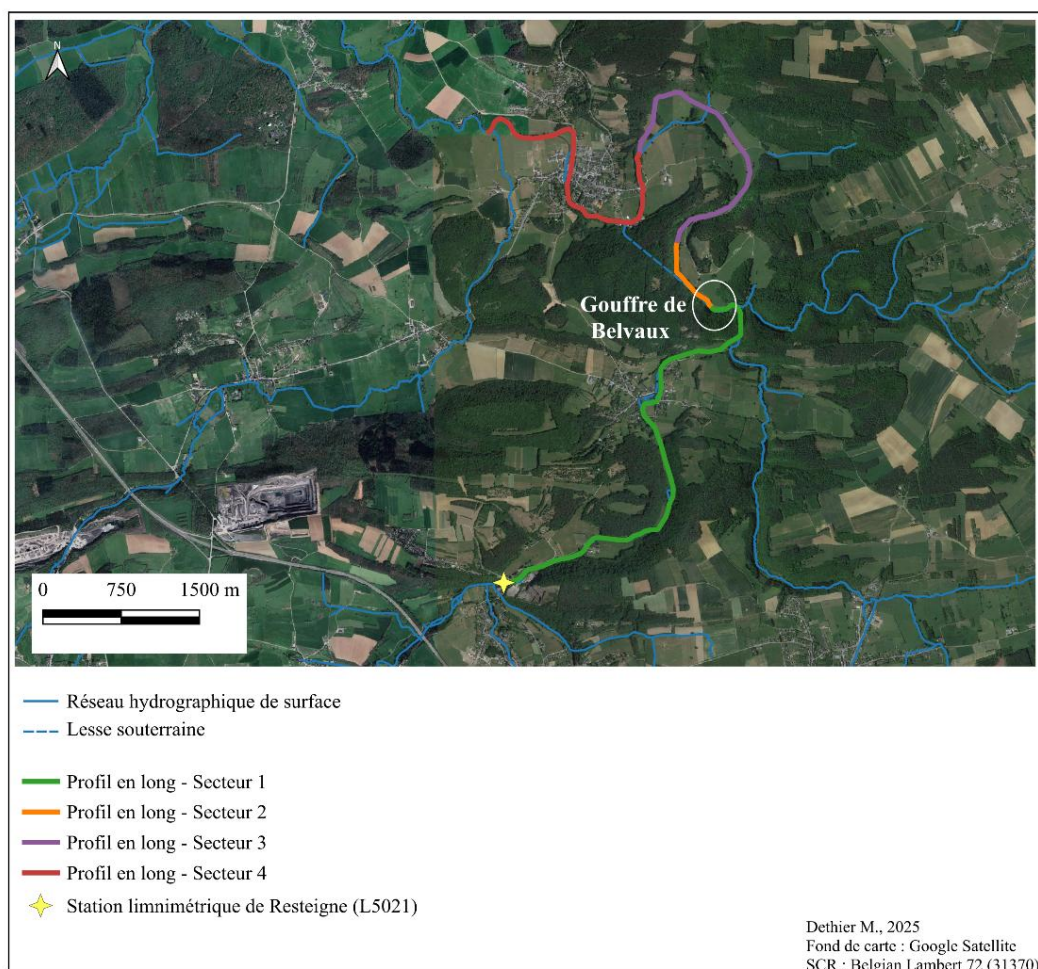 N
Gouffre de
Belvaux
0 750 1500 m
Réseau hydrographique de surface
Lesse souterraine
Profil en long - Secteur 1
Profil en long - Secteur 2
Profil en long - Secteur 3
Profil en long - Secteur 4
Station limnimétrique de Resteigne (L5021)
Dethier M., 2025
Fond de carte : Google Satellite
SCR : Belgian Lambert 72 (31370)